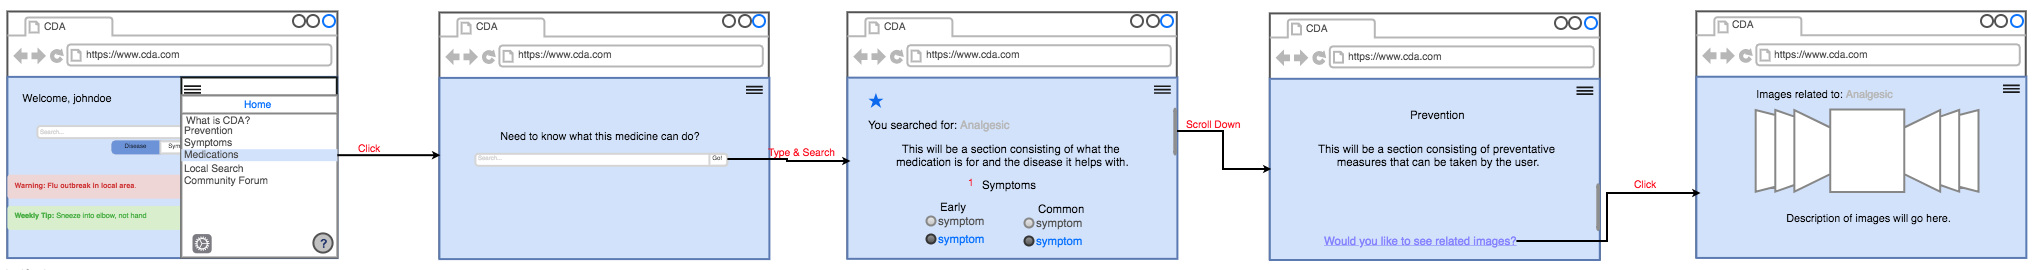 CDA
https://www.cda.com
Welcome, johndoe
Search...
Disease
Sym
Warning: Flu outbreak in local area.
Weekly Tip: Sneeze into elbow, not hand
Home
What is CDA?
Prevention
Symptoms
Medications
Local Search
Community Forum
?
Click
CDA
https://www.cda.com
Need to know what this medicine can do?
Search...
Go!
Type & Search
CDA
https://www.cda.com
You searched for: Analgesic
This will be a section consisting of what the
medication is for and the disease it helps with.
1 Symptoms
Early
symptom
symptom
Common
symptom
symptom
Scroll Down
CDA
https://www.cda.com
Prevention
This will be a section consisting of preventative
measures that can be taken by the user.
Would you like to see related images?
Click
CDA
https://www.cda.com
Images related to: Analgesic
Description of images will go here.